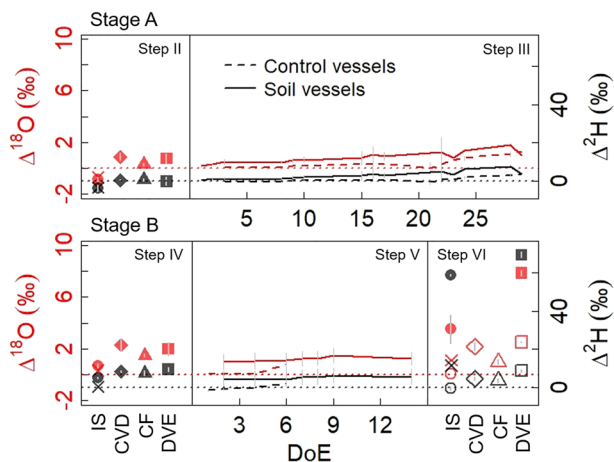 Stage A
Step II
Step III
Control vessels
Soil vessels
Δ18O (‰)
10
6
2
-2
Δ2H (‰)
40
0
5 10 15 20 25
Stage B
Step IV
Step V
Step VI
Δ18O (‰)
10
6
2
-2
Δ2H (‰)
40
0
IS CVD CF DVE
3 6 9 12
DoE
IS CVD CF DVE